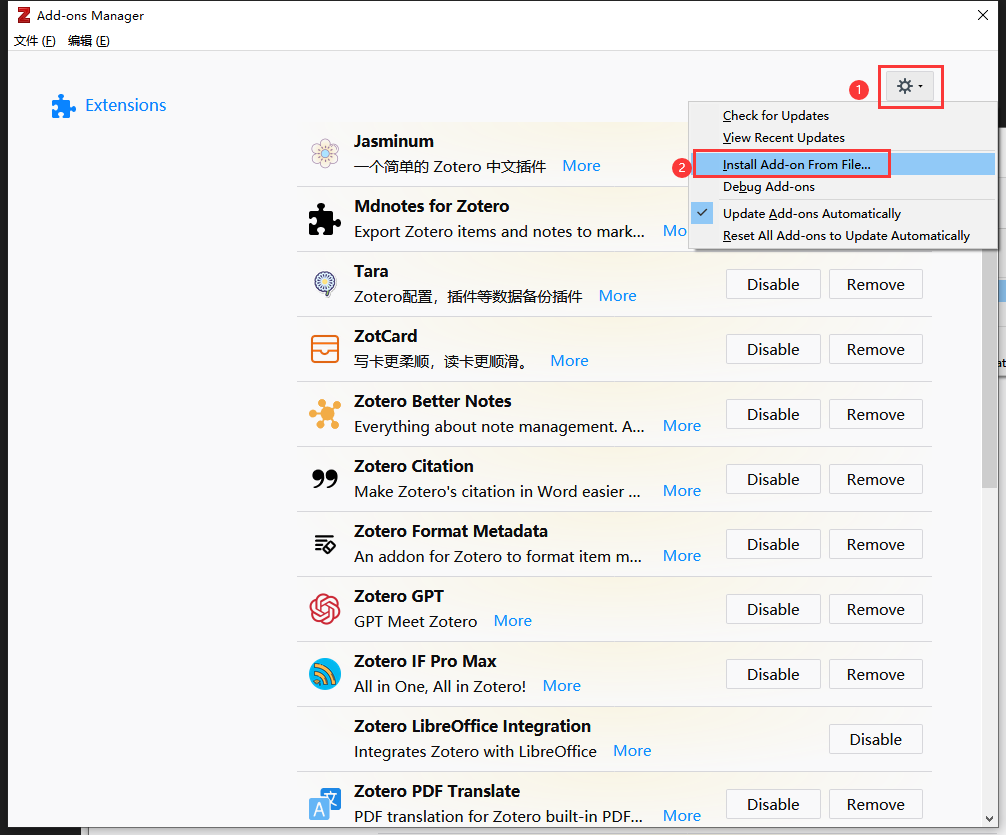 Add-ons Manager
文件 (F) 编辑 (E)
Extensions
1
Check for Updates
View Recent Updates
2
Install Add-on From File...
Debug Add-ons
Update Add-ons Automatically
Reset All Add-ons to Update Automatically
Jasminum
一个简单的 Zotero 中文插件 More
Mdnotes for Zotero
Export Zotero items and notes to mark... Mo
Tara
Zotero配置，插件等数据备份插件 More
Disable Remove
ZotCard
写卡更柔顺，读卡更顺滑。 More
Disable Remove
Zotero Better Notes
Everything about note management. A... More
Disable Remove
Zotero Citation
Make Zotero's citation in Word easier ... More
Disable Remove
Zotero Format Metadata
An addon for Zotero to format item m... More
Disable Remove
Zotero GPT
GPT Meet Zotero More
Disable Remove
Zotero IF Pro Max
All in One, All in Zotero! More
Disable Remove
Zotero LibreOffice Integration
Integrates Zotero with LibreOffice More
Disable
Zotero PDF Translate
PDF translation for Zotero built-in PDF... More
Disable Remove
A 文
at